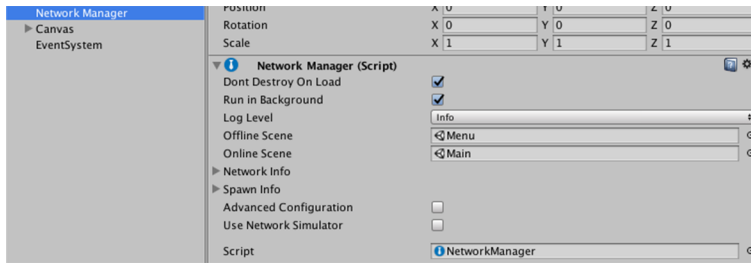 Position X 0 Y 0 Z 0
Network Manager
Rotation X 0 Y 0 Z 0
Canvas
Scale X 1 Y 1 Z 1
EventSystem
Network Manager (Script)
Dont Destroy On Load
Run in Background
Log Level Info
Offline Scene Menu
Online Scene Main
Network Info
Spawn Info
Advanced Configuration
Use Network Simulator
Script NetworkManager